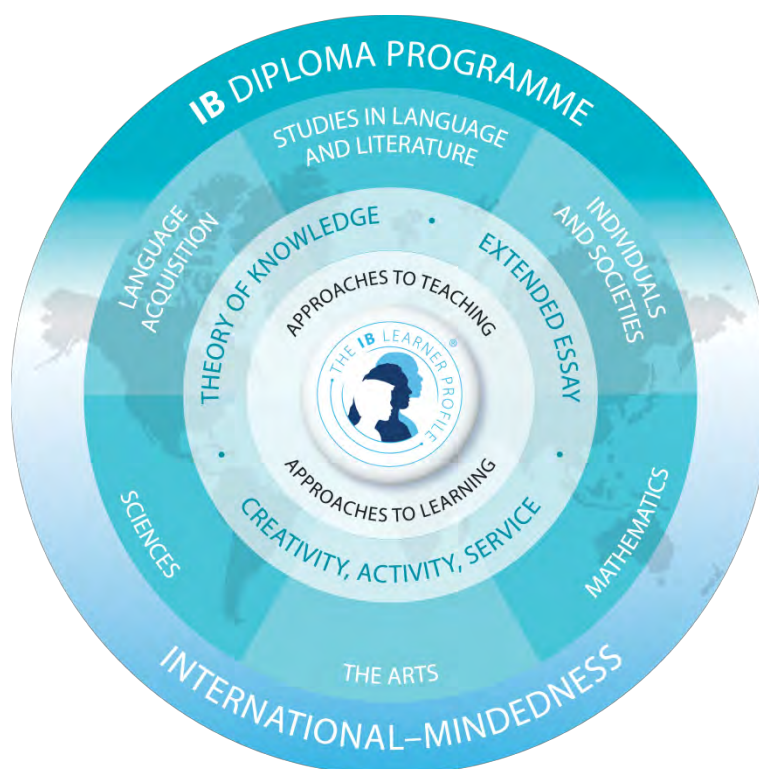 IB DIPLOMA PROGRAMME
STUDIES IN LANGUAGE
AND LITERATURE
LANGUAGE
ACQUISITION
INDIVIDUALS
AND SOCIETIES
THEORY OF KNOWLEDGE
•
EXTENDED ESSAY
APPROACHES TO TEACHING
THE IB LEARNER PROFILE
®
APPROACHES TO LEARNING
•
CREATIVITY, ACTIVITY, SERVICE
•
SCIENCES
MATHEMATICS
THE ARTS
INTERNATIONAL–MINDEDNESS